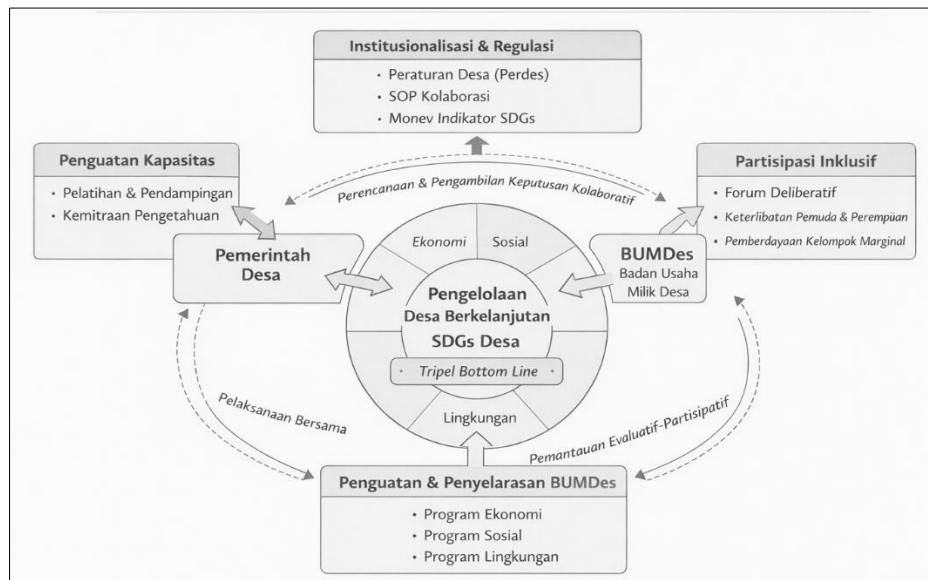 Institusionalisasi & Regulasi
• Peraturan Desa (Perdes)
• SOP Kolaborasi
• Monev Indikator SDGs
Penguatan Kapasitas
• Pelatihan & Pendampingan
• Kemitraan Pengetahuan
Partisipasi Inklusif
• Forum Deliberatif
• Keterlibatan Pemuda & Perempuan
• Pemberdayaan Kelompok Marginal
Perencanaan & Pengambilan Keputusan Kolaboratif
Pemerintah
Desa
Ekonomi
Sosial
BUMDes
Badan Usaha
Milik Desa
Pengelolaan
Desa Berkelanjutan
SDGs Desa
• Tripel Bottom Line •
Lingkungan
Pelaksanaan Bersama
Pemantauan Evaluatif-Partisipatif
Penguatan & Penyelarasan BUMDes
• Program Ekonomi
• Program Sosial
• Program Lingkungan